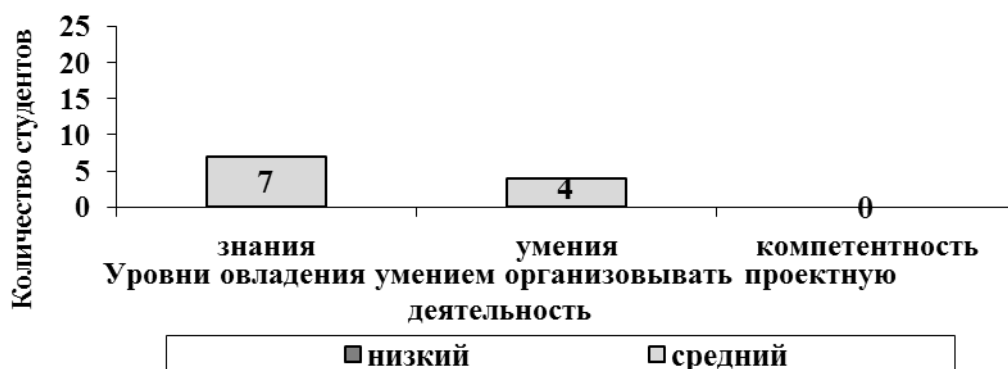 Количество студентов
25
20
15
10
5
0
7
4
0
знания умения компетентность
Уровни овладения умением организовывать проектную
деятельность
низкий средний